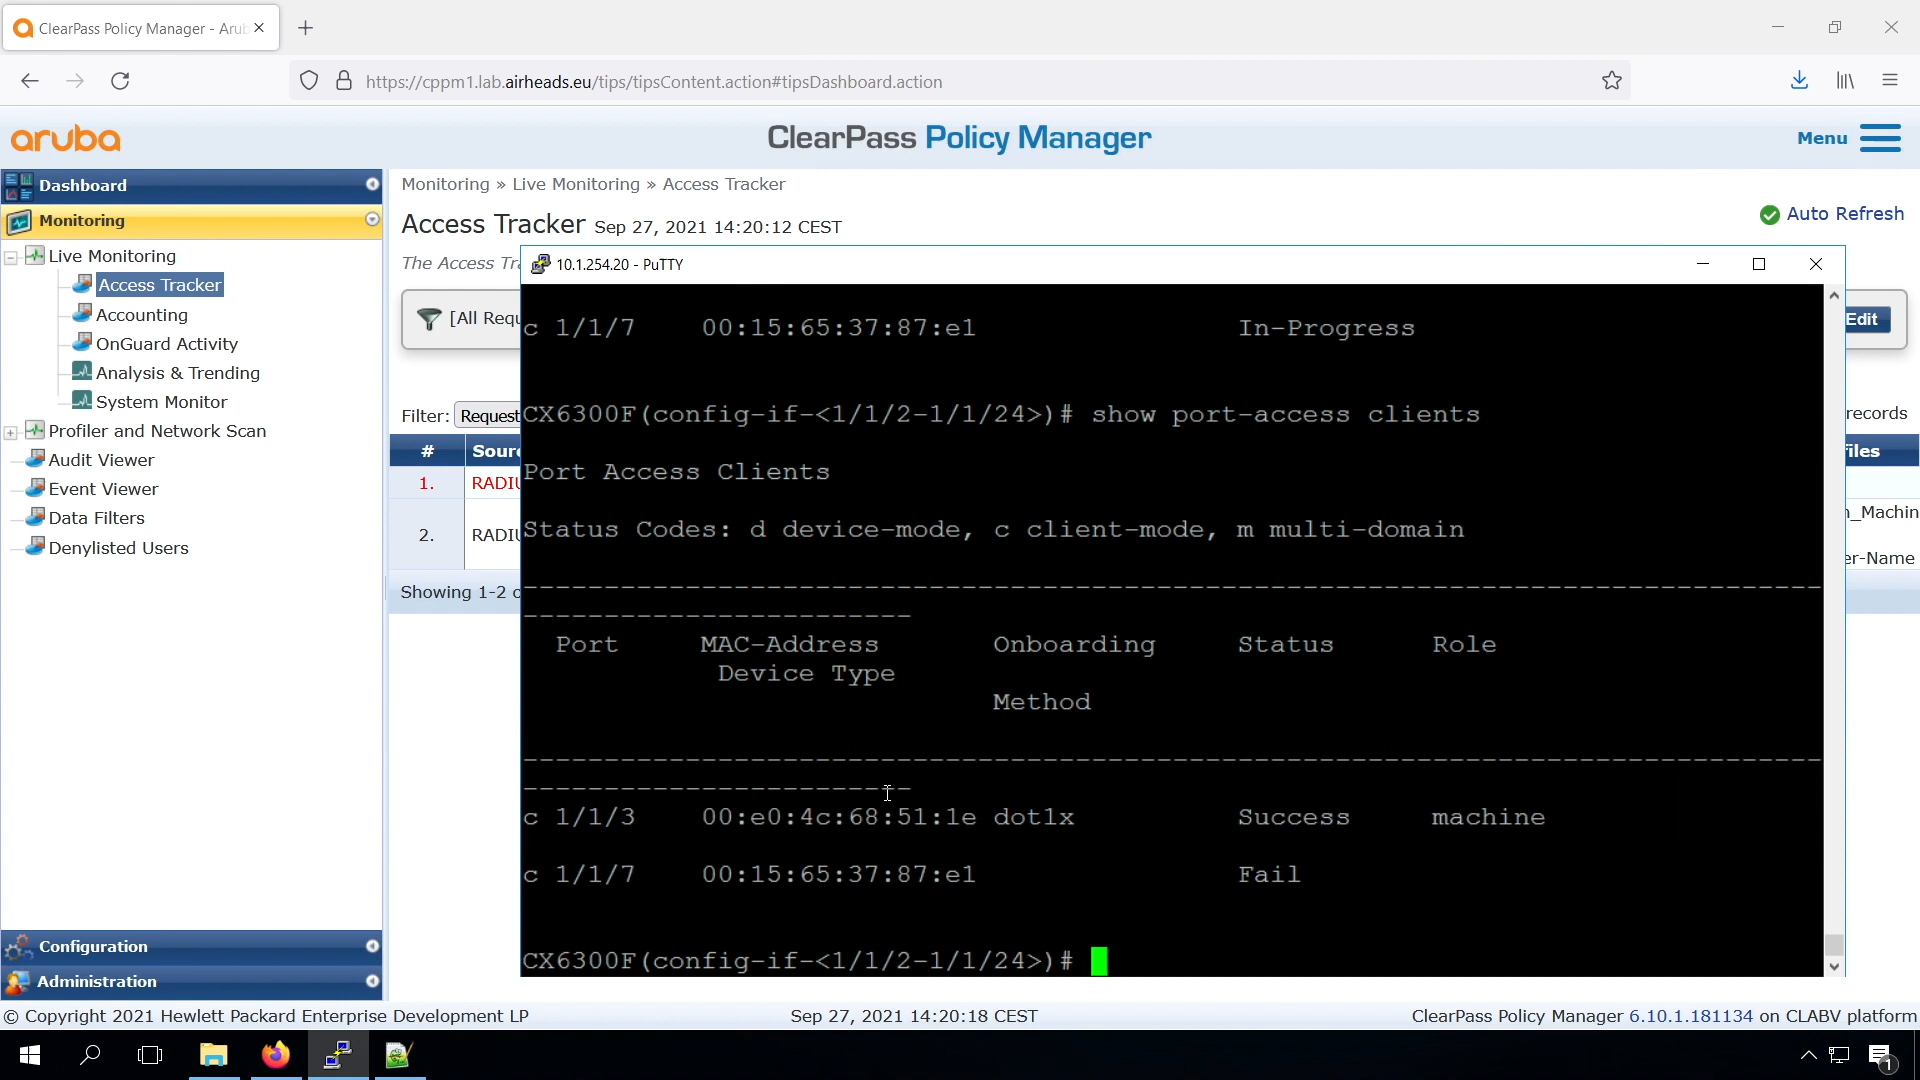 ClearPass Policy Manager - Aru
https://cppm1.lab.airheads.eu/tips/tipsContent.action#tipsDashboard.action
aruba
ClearPass Policy Manager
Menu
Dashboard
Monitoring
Live Monitoring
Access Tracker
Accounting
OnGuard Activity
Analysis & Trending
System Monitor
Profiler and Network Scan
Audit Viewer
Event Viewer
Data Filters
Denylisted Users
Configuration
Administration
Monitoring » Live Monitoring » Access Tracker
Access Tracker Sep 27, 2021 14:20:12 CEST
Auto Refresh
The Access Tr
[All Requ
Edit
Filter: Request
records
# Sour
iles
1. RADIU
2. RADIU
_Machin
er-Name
Showing 1-2 o
10.1.254.20 - PuTTY
c 1/1/7 00:15:65:37:87:e1 In-Progress
CX6300F(config-if-<1/1/2-1/1/24>)# show port-access clients
Port Access Clients
Status Codes: d device-mode, c client-mode, m multi-domain
--------------------------------------------------------------------------------
------------------------
Port MAC-Address Onboarding Status Role
Device Type
Method
--------------------------------------------------------------------------------
------------------------
c 1/1/3 00:e0:4c:68:51:1e dot1x Success machine
c 1/1/7 00:15:65:37:87:e1 Fail
CX6300F(config-if-<1/1/2-1/1/24>)#
© Copyright 2021 Hewlett Packard Enterprise Development LP
Sep 27, 2021 14:20:18 CEST
ClearPass Policy Manager 6.10.1.181134 on CLABV platform
1